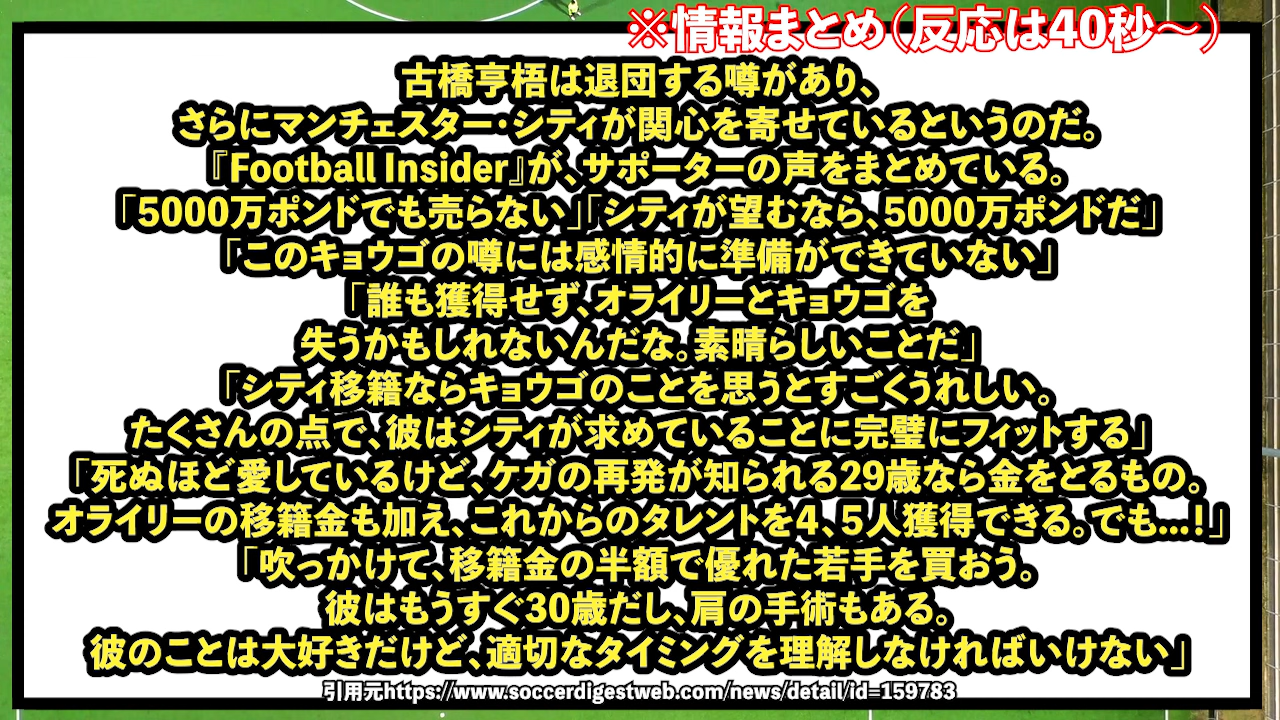 ※情報まとめ（反応は40秒～）
古橋亨梧は退団する噂があり、
さらにマンチェスター・シティが関心を寄せているというのだ。
『Football Insider』が、サポーターの声をまとめている。
「5000万ポンドでも売らない」「シティが望むなら、5000万ポンドだ」
「このキョウゴの噂には感情的に準備ができていない」
「誰も獲得せず、オライリーとキョウゴを
失うかもしれないんだな。素晴らしいことだ」
「シティ移籍ならキョウゴのことを思うとすごくうれしい。
たくさんの点で、彼はシティが求めていることに完璧にフィットする」
「死ぬほど愛しているけど、ケガの再発が知られる29歳なら金をとるもの。
オライリーの移籍金も加え、これからのタレントを4、5人獲得できる。でも…!」
「吹っかけて、移籍金の半額で優れた若手を買おう。
彼はもうすぐ30歳だし、肩の手術もある。
彼のことは大好きだけど、適切なタイミングを理解しなければいけない」
引用元https://www.soccerdigestweb.com/news/detail/id=159783